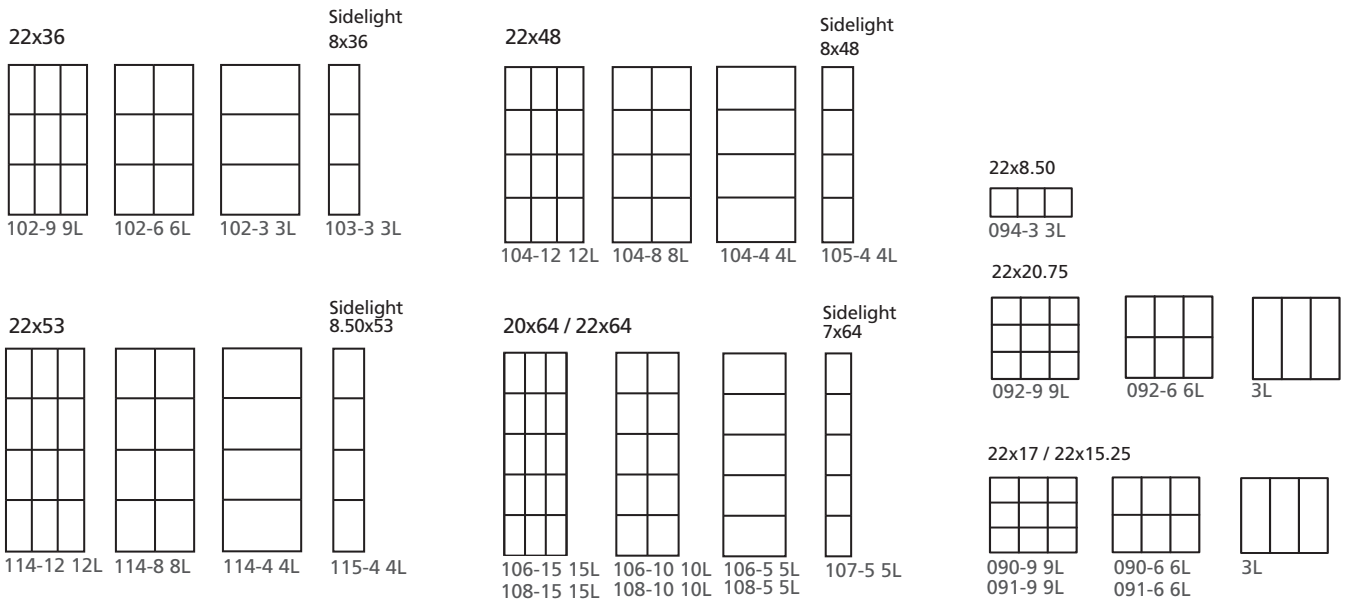 22x36
Sidelight
8x36
102-9 9L
102-6 6L
102-3 3L
103-3 3L
22x48
Sidelight
8x48
104-12 12L
104-8 8L
104-4 4L
105-4 4L
22x53
Sidelight
8.50x53
114-12 12L
114-8 8L
114-4 4L
115-4 4L
20x64 / 22x64
Sidelight
7x64
106-15 15L
108-15 15L
106-10 10L
108-10 10L
106-5 5L
108-5 5L
107-5 5L
22x8.50
094-3 3L
22x20.75
092-9 9L
092-6 6L
3L
22x17 / 22x15.25
090-9 9L
091-9 9L
090-6 6L
091-6 6L
3L